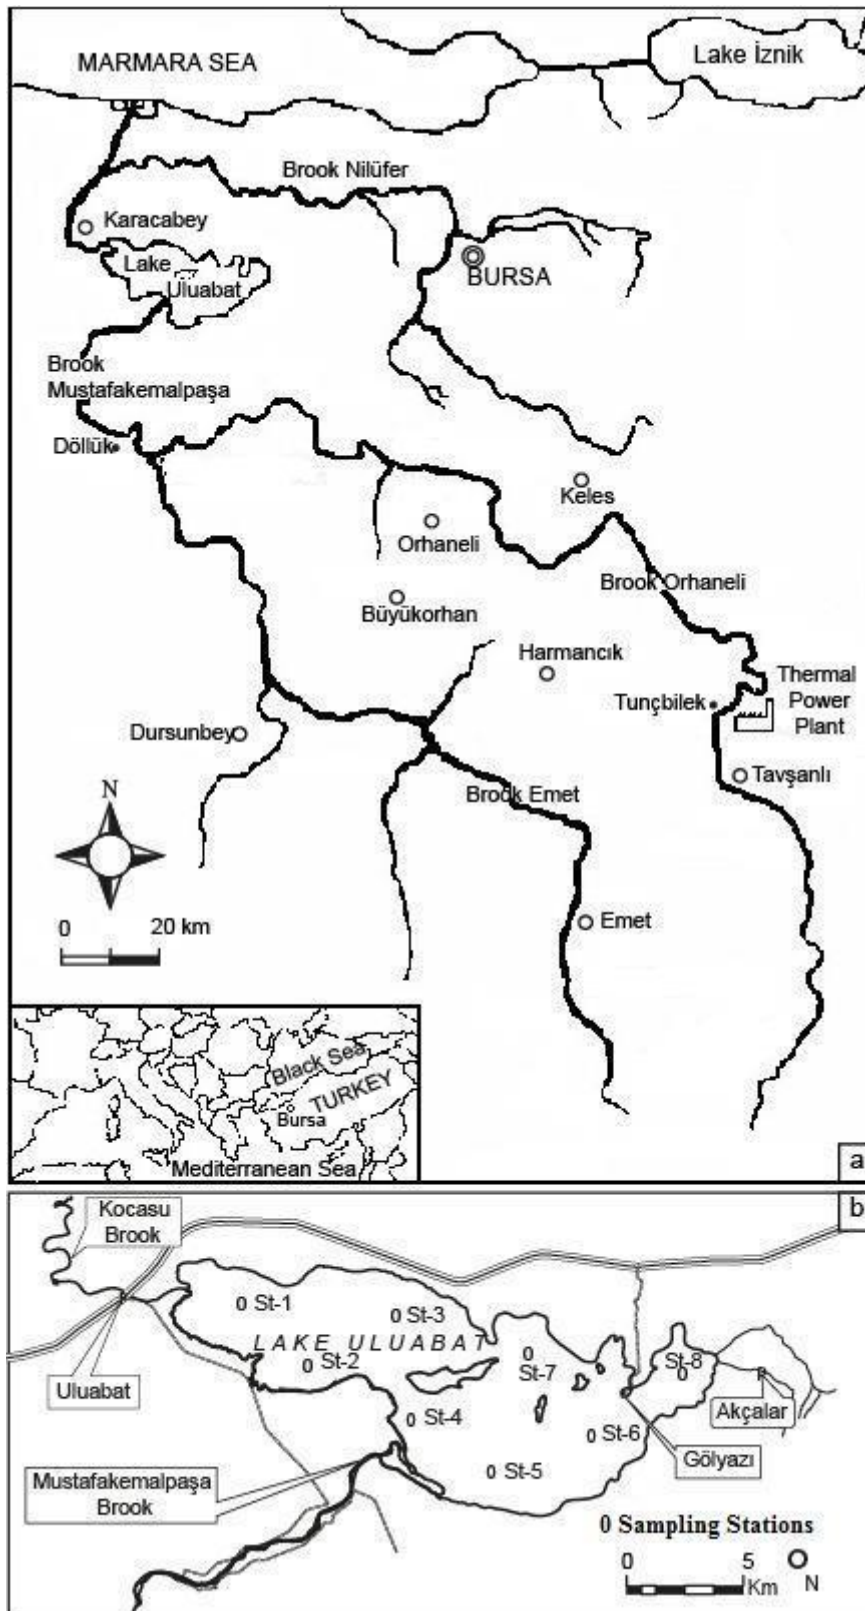 MARMARA SEA
Lake İznik
Brook Nilüfer
Karacabey
Lake
Uluabat
BURSA
Brook
Mustafakemalpaşa
Döllük
Keles
Orhaneli
Brook Orhaneli
Büyükorhan
Harmancık
Thermal
Power
Plant
Tunçbilek
Dursunbey
Tavşanlı
Brook Emet
N
0 20 km
Emet
Black Sea
TURKEY
Bursa
Mediterranean Sea
a
b
Kocasu
Brook
St-1
St-3
LAKE ULUABAT
St-2
St-7
St-8
Uluabat
Akçalar
St-4
St-6
Gölyazı
St-5
Mustafakemalpaşa
Brook
0 Sampling Stations
0 5
Km
N